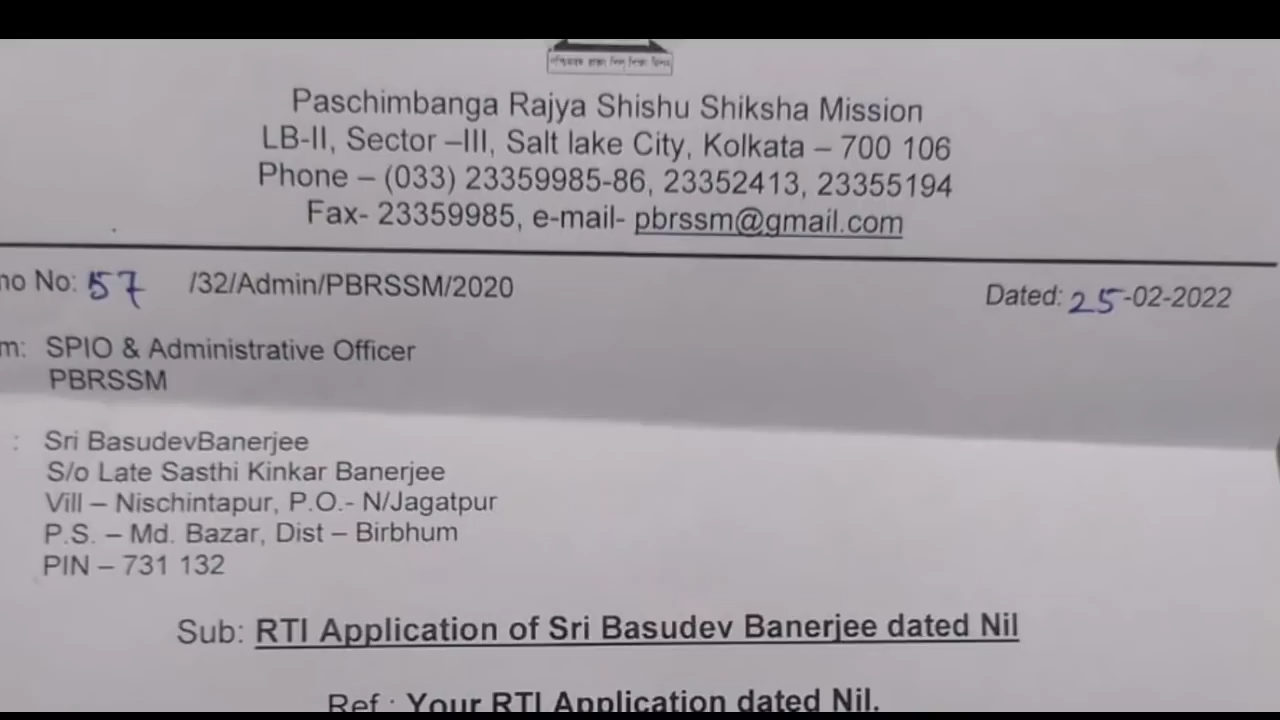 পশ্চিমবঙ্গ রাজ্য শিশু শিক্ষা মিশন
Paschimbanga Rajya Shishu Shiksha Mission
LB-II, Sector –III, Salt lake City, Kolkata – 700 106
Phone – (033) 23359985-86, 23352413, 23355194
Fax- 23359985, e-mail- pbrssm@gmail.com
no No: 57 /32/Admin/PBRSSM/2020 Dated: 25-02-2022
m: SPIO & Administrative Officer
PBRSSM
: Sri BasudevBanerjee
S/o Late Sasthi Kinkar Banerjee
Vill – Nischintapur, P.O.- N/Jagatpur
P.S. – Md. Bazar, Dist – Birbhum
PIN – 731 132
Sub: RTI Application of Sri Basudev Banerjee dated Nil
Ref : Your RTI Application dated Nil.